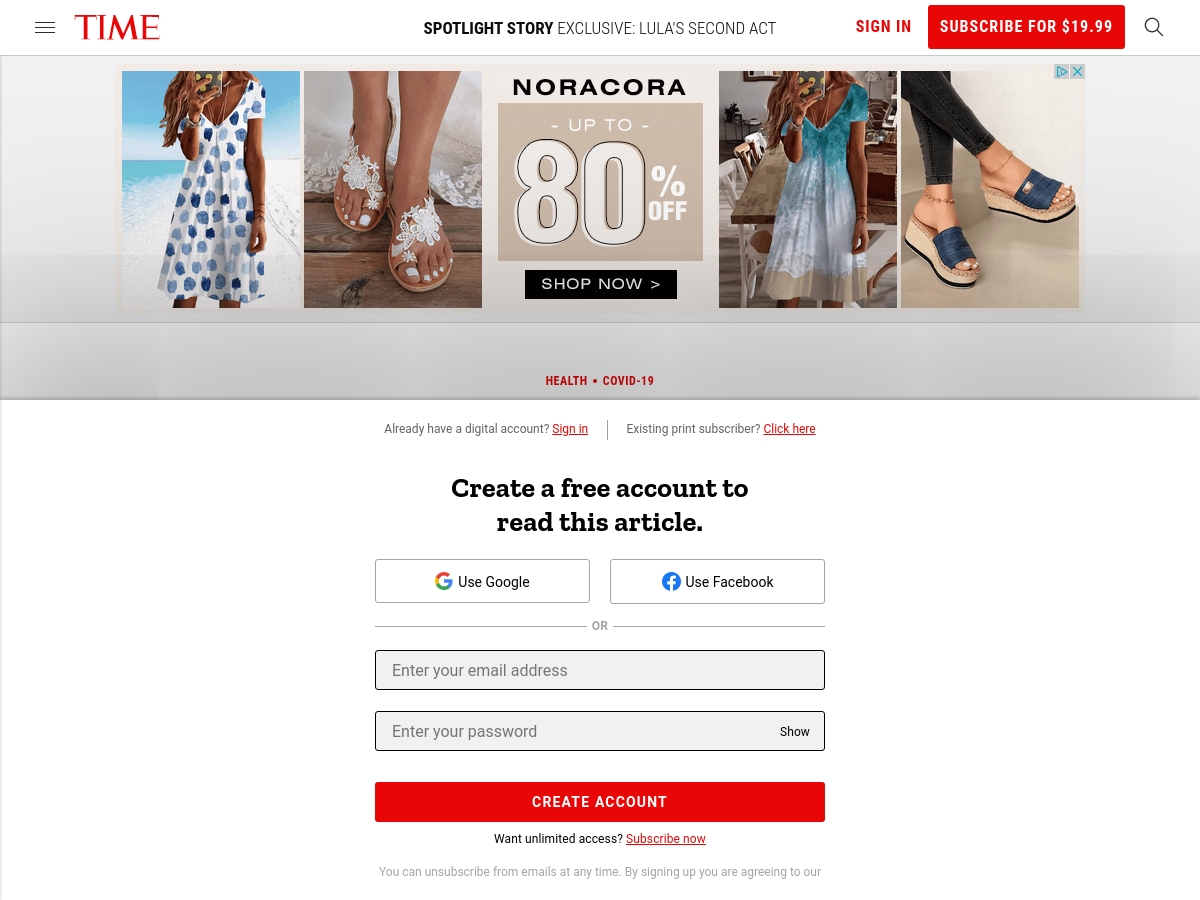 TIME
SPOTLIGHT STORY EXCLUSIVE: LULA'S SECOND ACT
SIGN IN
SUBSCRIBE FOR $19.99
NORACORA
- UP TO -
80% OFF
SHOP NOW >
HEALTH • COVID-19
Already have a digital account? Sign in
Existing print subscriber? Click here
Create a free account to
read this article.
Use Google
Use Facebook
OR
Enter your email address
Enter your password
Show
CREATE ACCOUNT
Want unlimited access? Subscribe now
You can unsubscribe from emails at any time. By signing up you are agreeing to our